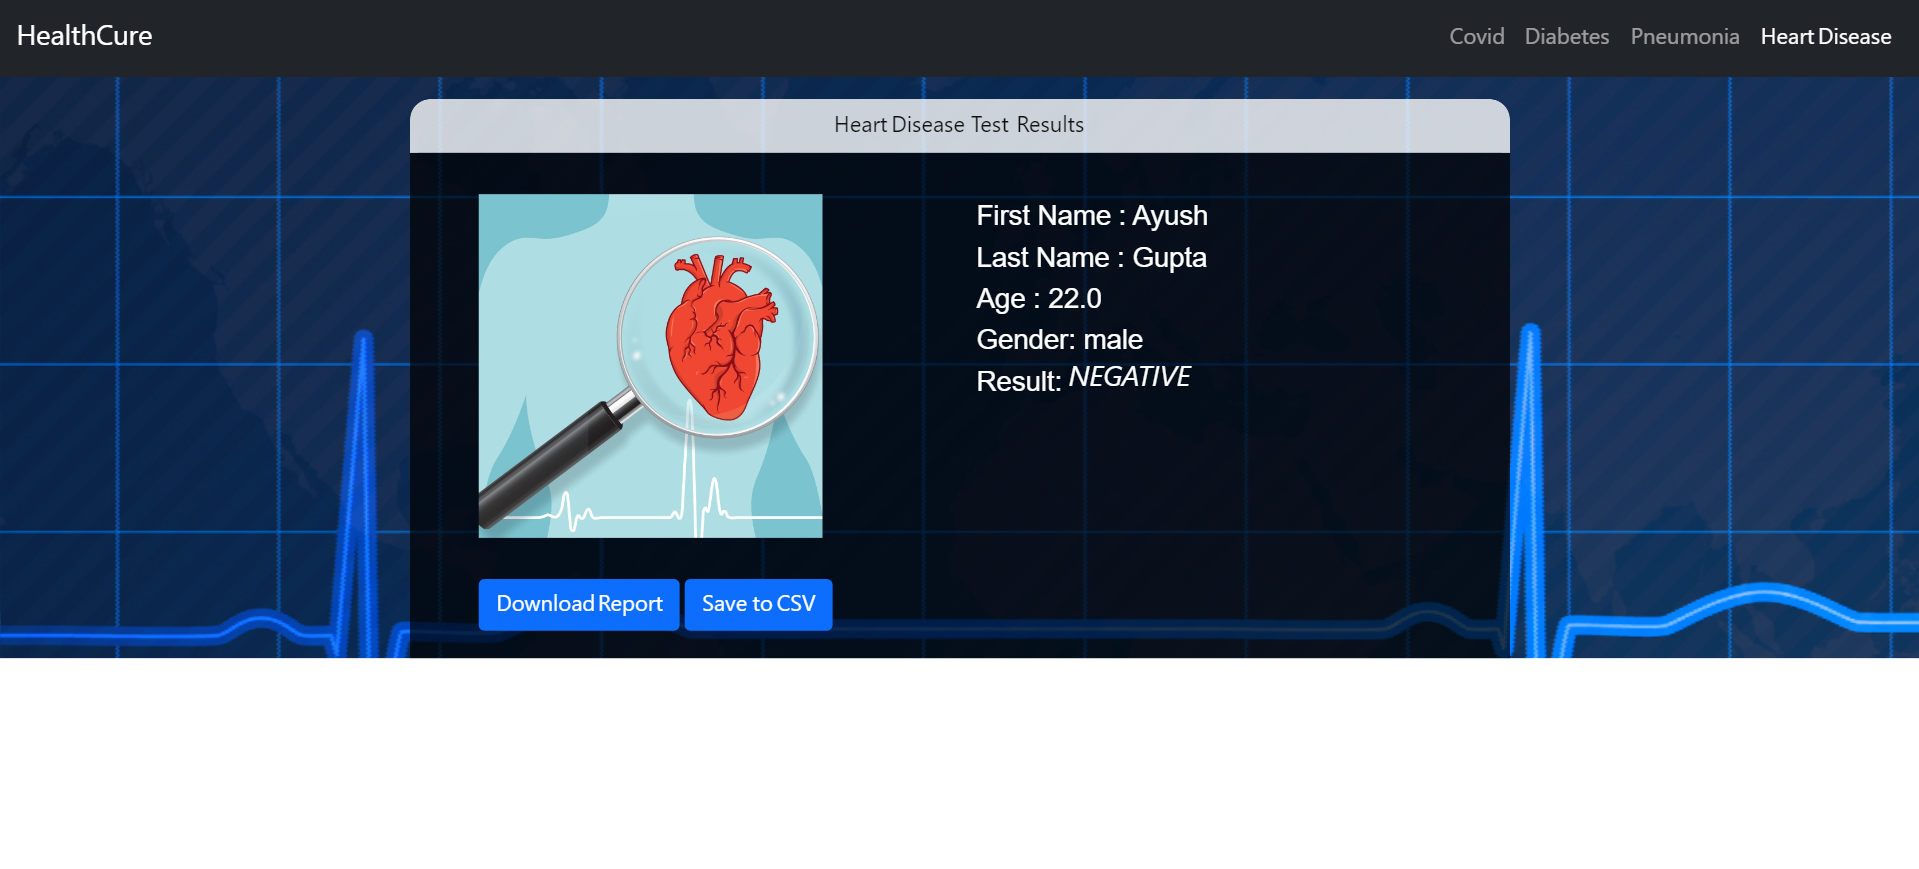 HealthCure
Covid Diabetes Pneumonia Heart Disease
Heart Disease Test Results
First Name : Ayush
Last Name : Gupta
Age : 22.0
Gender: male
Result: NEGATIVE
Download Report Save to CSV